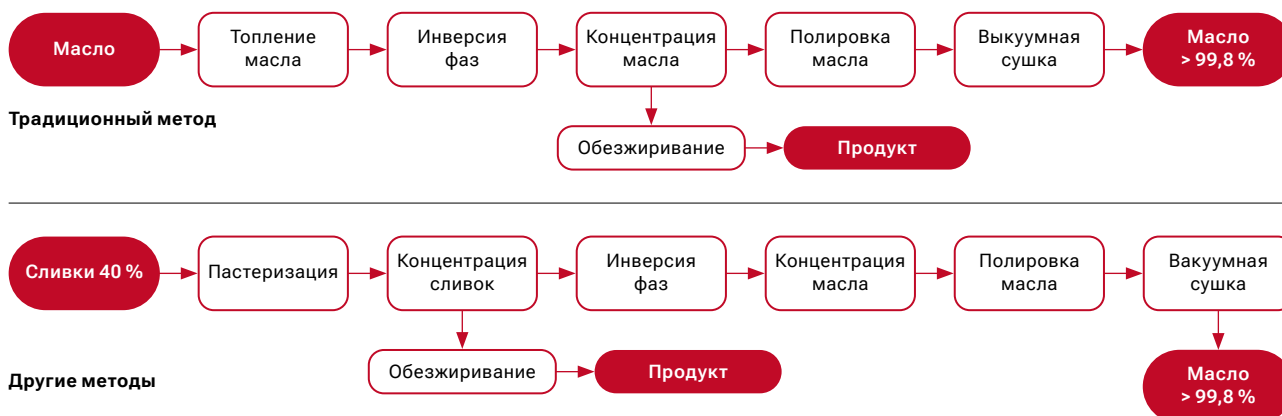 Масло
Топление
масла
Инверсия
фаз
Концентрация
масла
Полировка
масла
Выкуумная
сушка
Масло
> 99,8 %
Традиционный метод
Обезжиривание
Продукт
Сливки 40 %
Пастеризация
Концентрация
сливок
Инверсия
фаз
Концентрация
масла
Полировка
масла
Вакуумная
сушка
Обезжиривание
Продукт
Другие методы
Масло
> 99,8 %